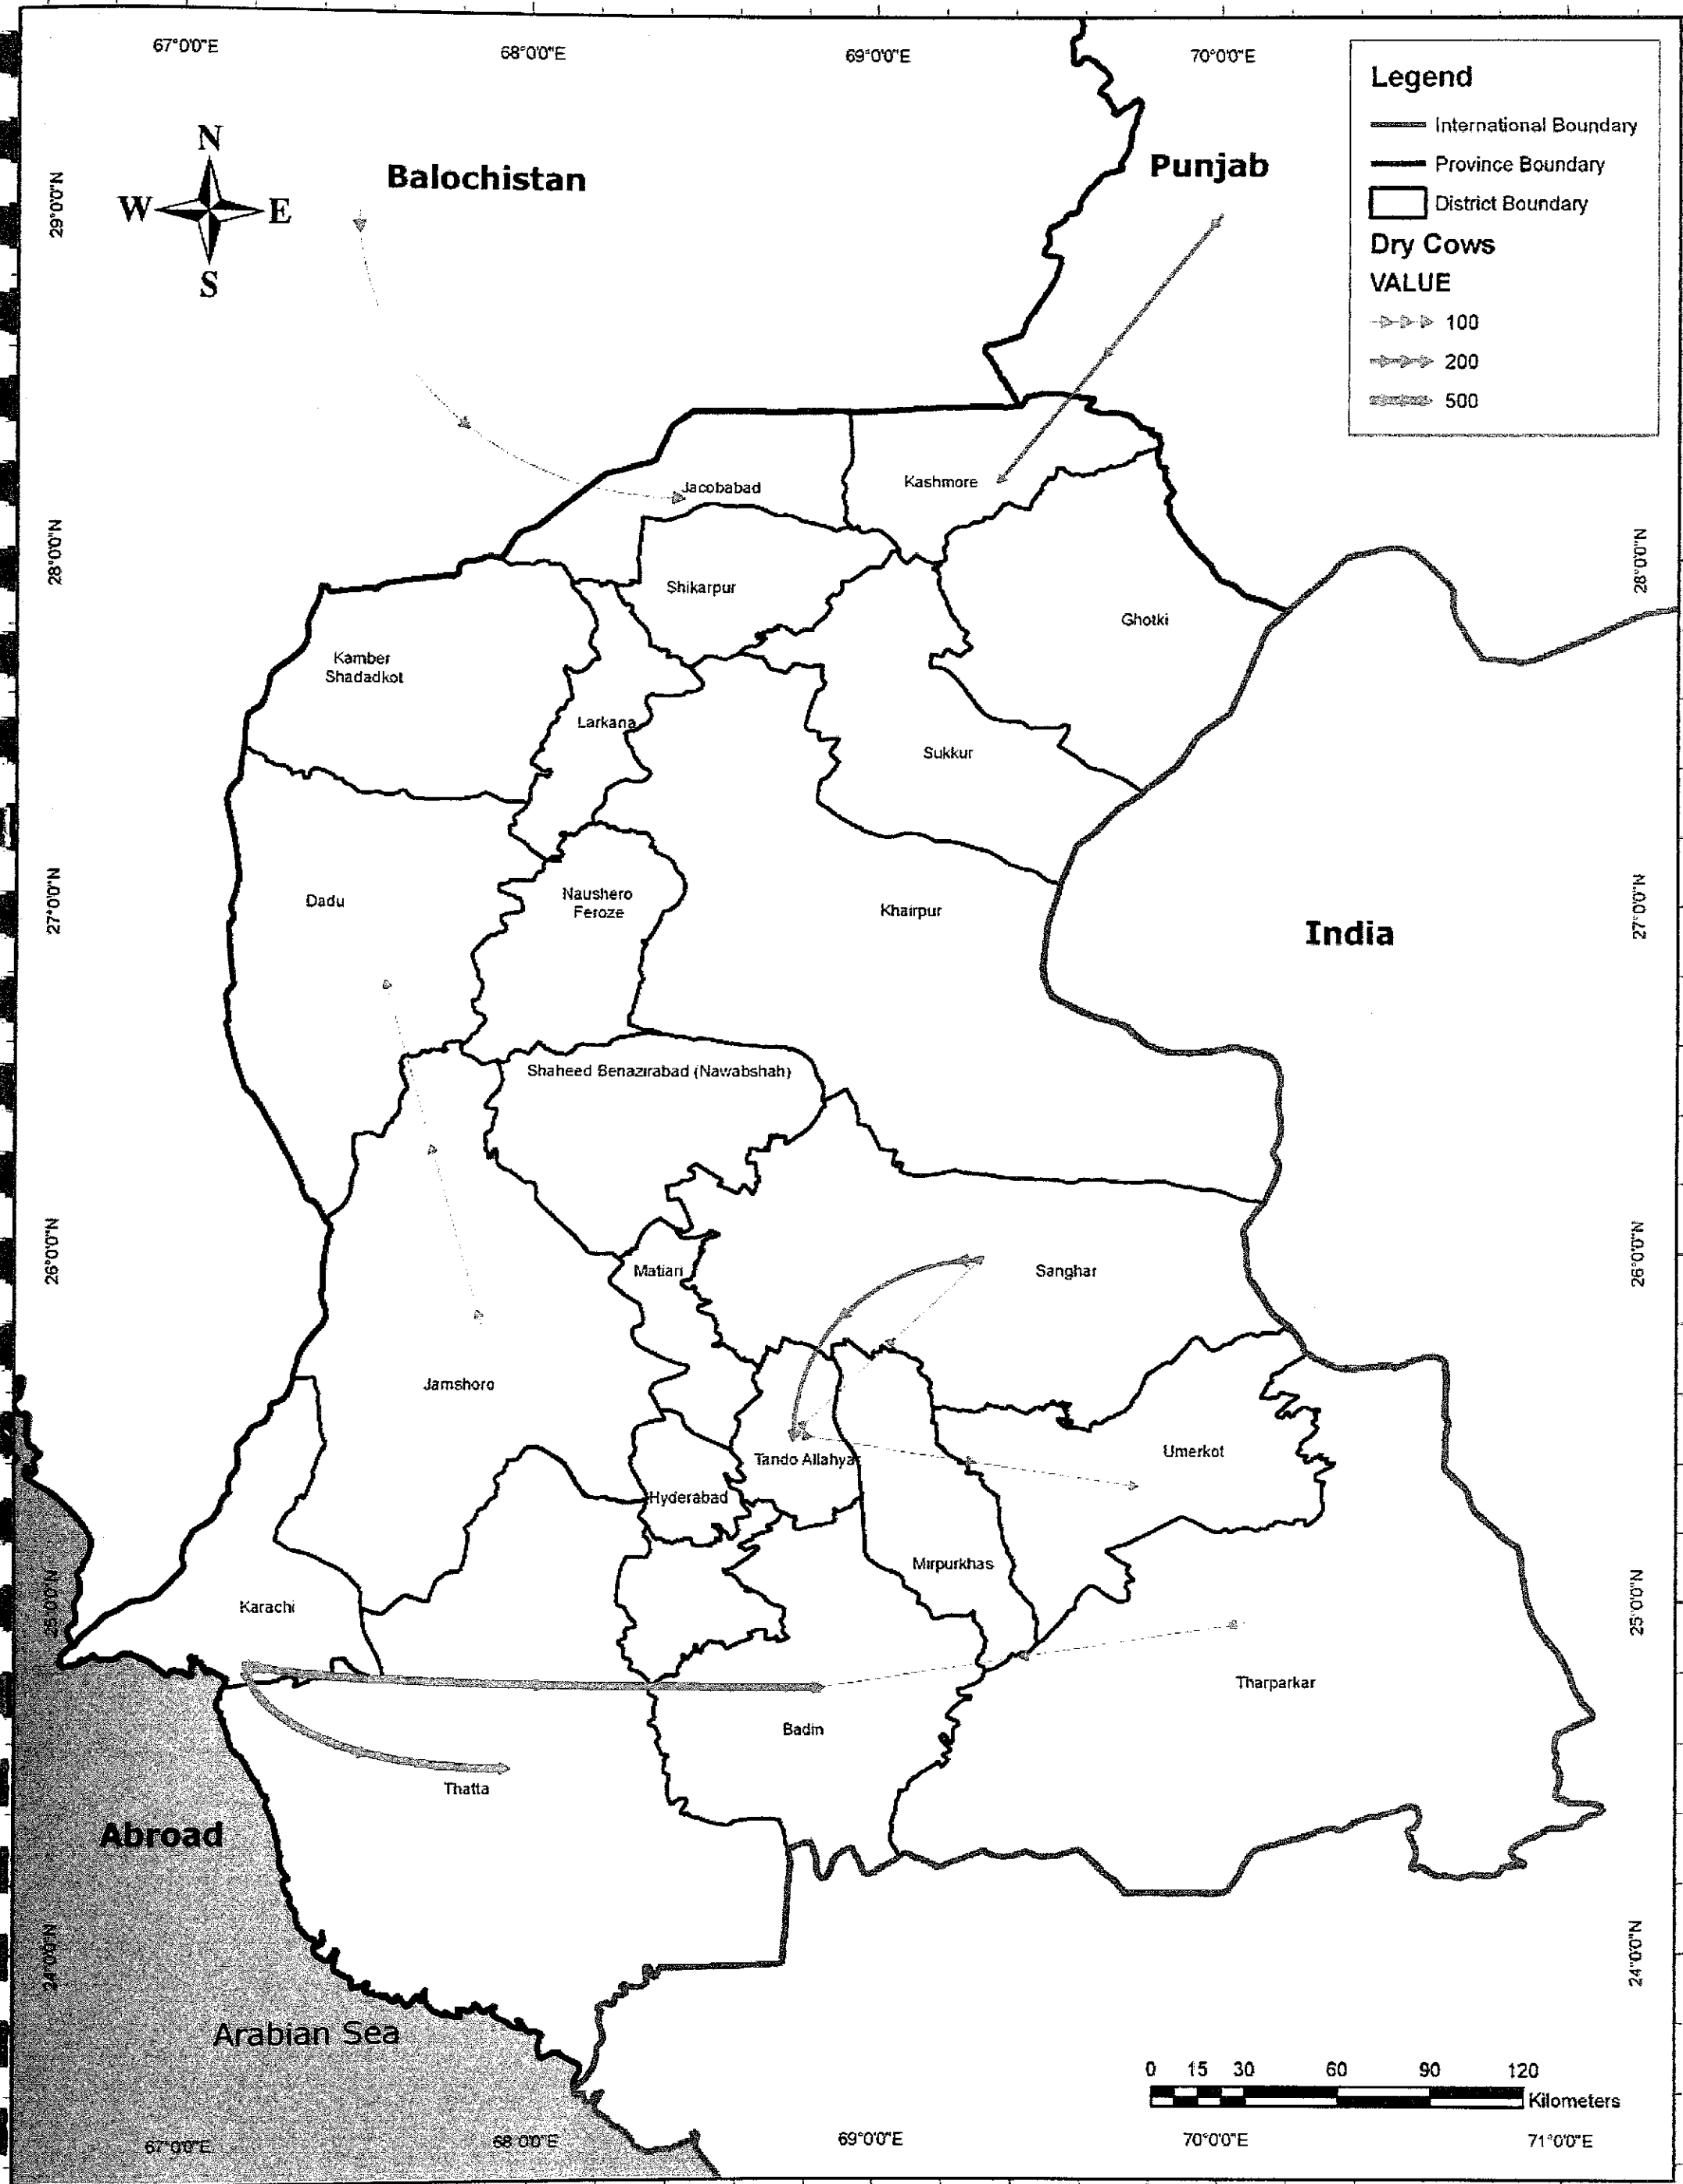 67°0'0"E
68°0'0"E
69°0'0"E
70°0'0"E
Legend
International Boundary
Province Boundary
District Boundary
Dry Cows
VALUE
100
200
500
N
W
E
S
Balochistan
Punjab
29°0'0"N
Jacobabad
Kashmore
28°0'0"N
28°0'0"N
Shikarpur
Ghotki
Kamber
Shadadkot
Larkana
Sukkur
27°0'0"N
27°0'0"N
Dadu
Naushero
Feroze
Khairpur
India
Shaheed Benazirabad (Nawabshah)
26°0'0"N
26°0'0"N
Matiari
Sanghar
Jamshoro
Tando Allahyar
Umerkot
Hyderabad
Mirpurkhas
25°0'0"N
25°0'0"N
Karachi
Tharparkar
Badin
Thatta
Abroad
24°0'0"N
24°0'0"N
Arabian Sea
0 15 30 60 90 120
Kilometers
67°0'0"E
68°0'0"E
69°0'0"E
70°0'0"E
71°0'0"E